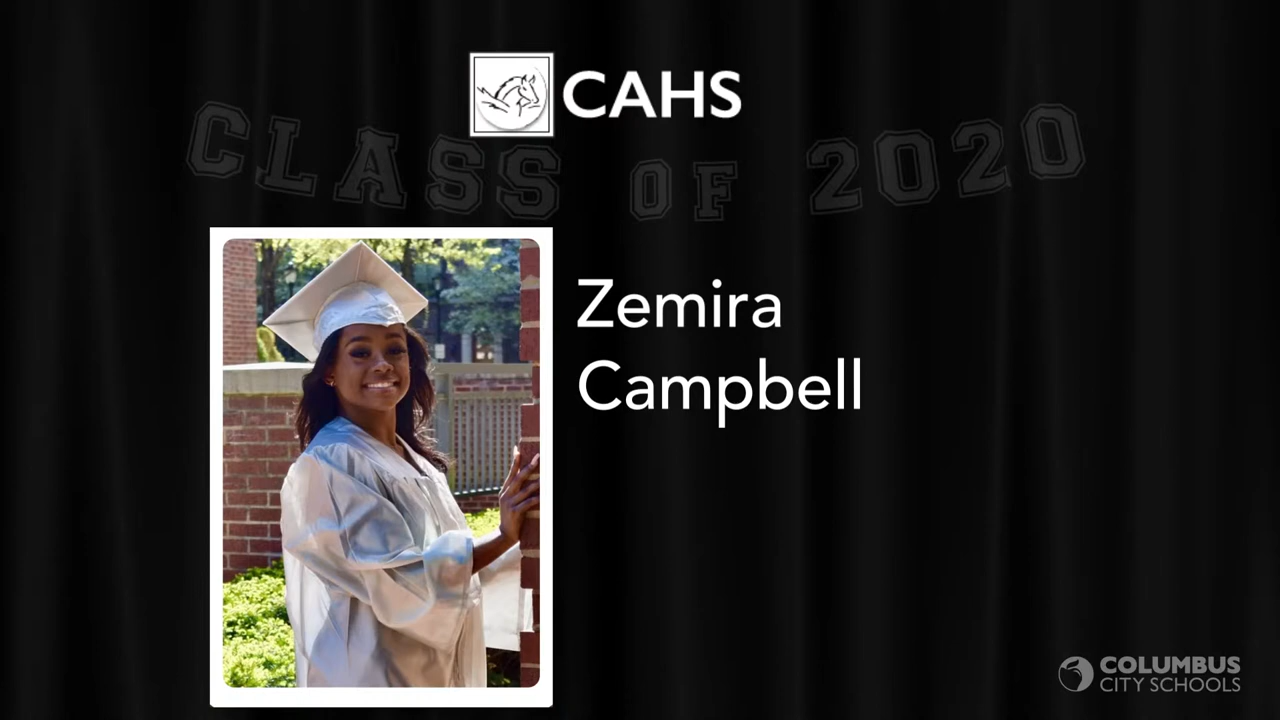 CAHS
CLASS OF 2020
Zemira
Campbell
COLUMBUS
CITY SCHOOLS